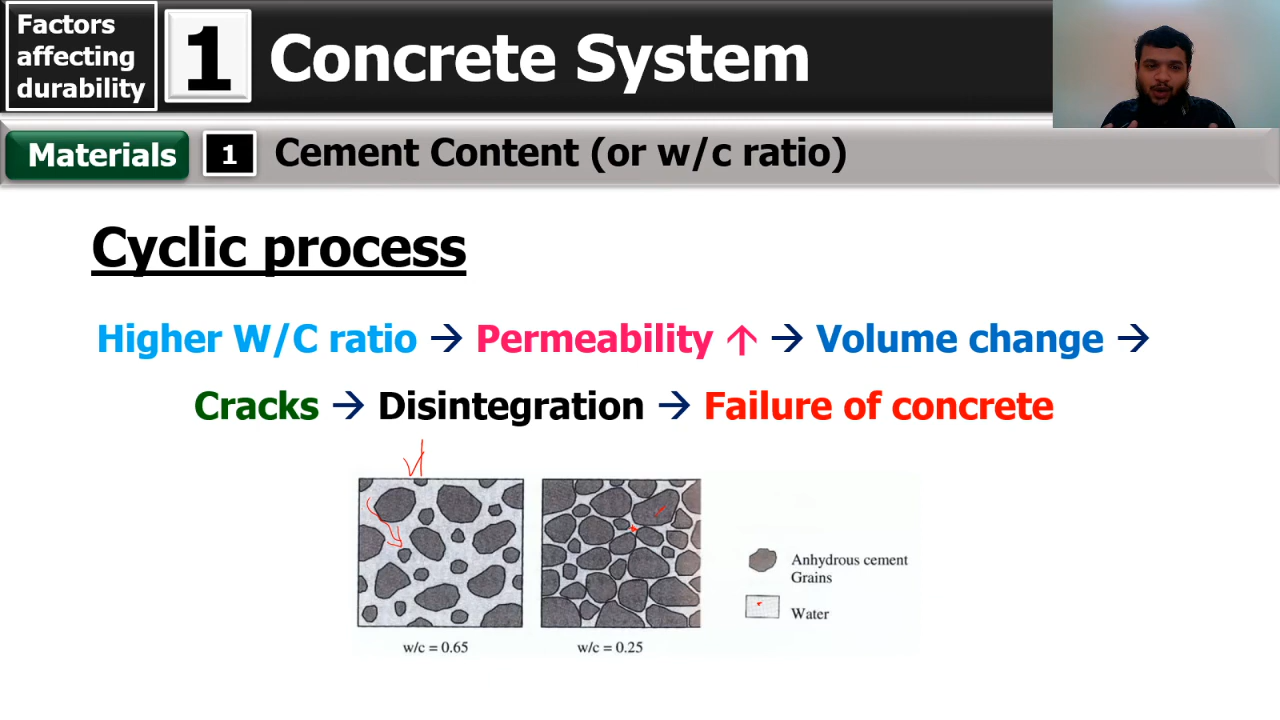 Factors
affecting
durability
1
Concrete System
Materials
1
Cement Content (or w/c ratio)
Cyclic process
Higher W/C ratio → Permeability ↑ → Volume change →
Cracks → Disintegration → Failure of concrete
w/c = 0.65
w/c = 0.25
Anhydrous cement
Grains
Water